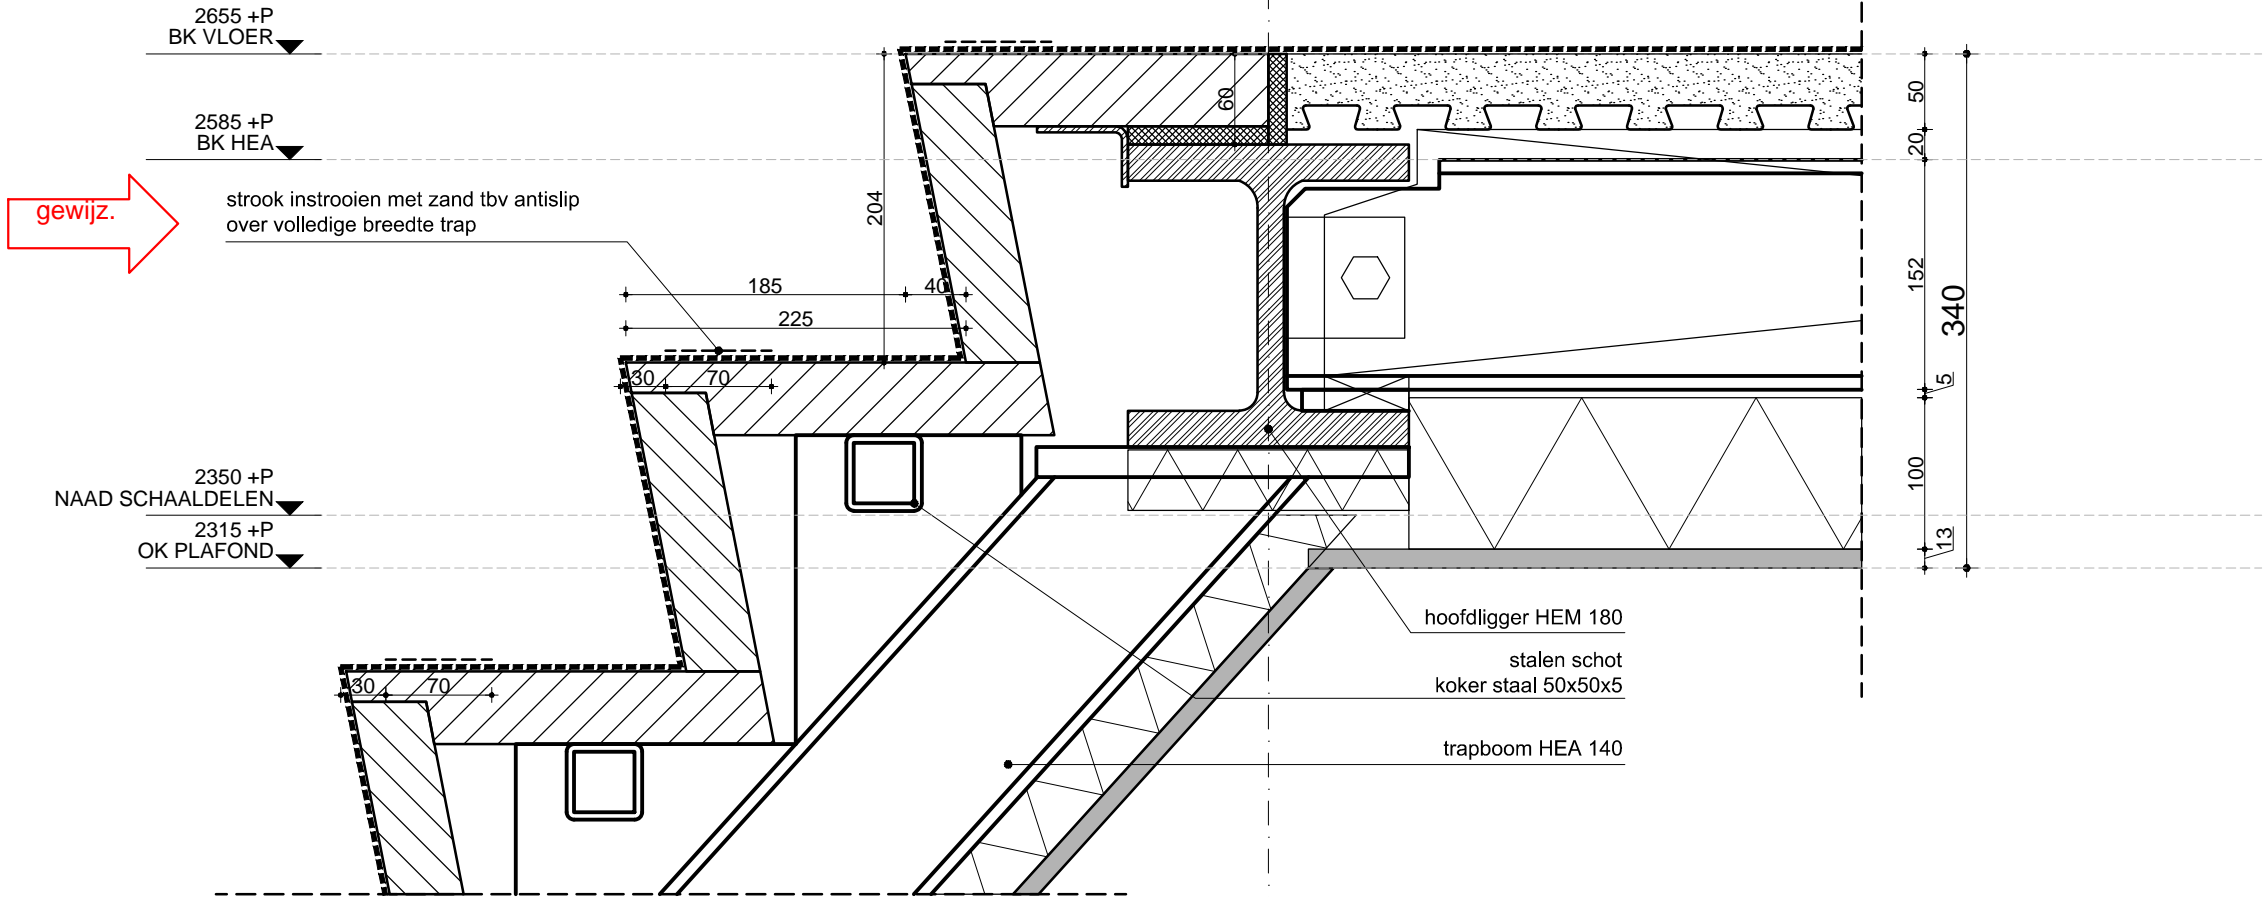 2655 +P
BK VLOER
2585 +P
BK HEA
gewijz.
strook instrooien met zand tbv antislip
over volledige breedte trap
204
60
185
40
225
30
70
50
20
152
340
5
100
13
2350 +P
NAAD SCHAALDELEN
2315 +P
OK PLAFOND
30
70
hoofdligger HEM 180
stalen schot
koker staal 50x50x5
trapboom HEA 140